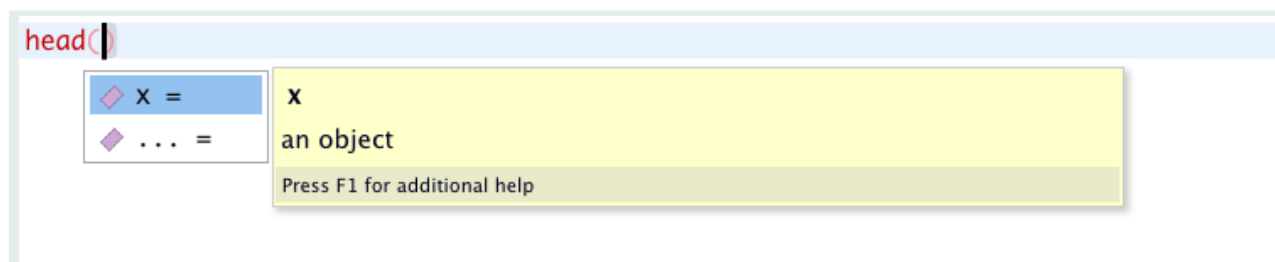 head()
x =
... =
x
an object
Press F1 for additional help